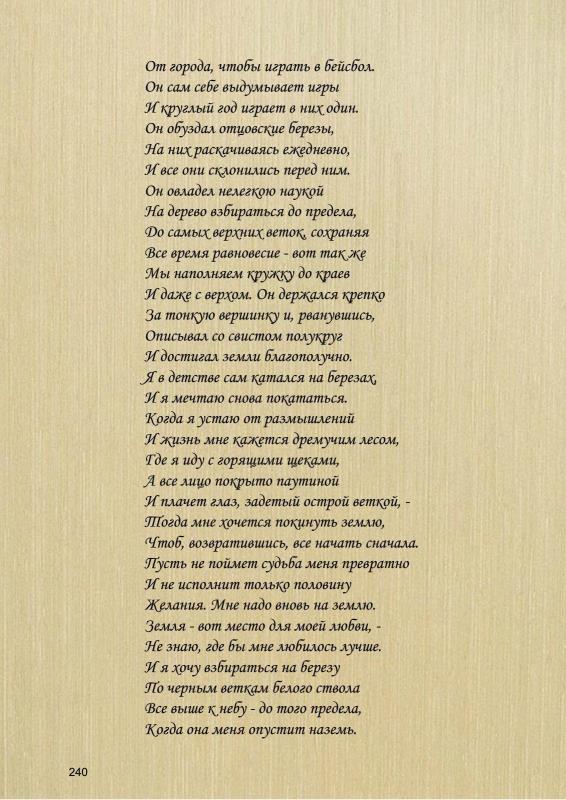 От города, чтобы играть в бейсбол.
Он сам себе выдумывает игры
И круглый год играет в них один.
Он обуздал отцовские березы,
На них раскачиваясь ежедневно,
И все они склонились перед ним.
Он овладел нелегкою наукой
На дерево взбираться до предела,
До самых верхних веток, сохраняя
Все время равновесие - вот так же
Мы наполняем кружку до краев
И даже с верхом. Он держался крепко
За тонкую вершинку и, рванувшись,
Описывал со свистом полукруг
И достигал земли благополучно.
Я в детстве сам катался на березах,
И я мечтаю снова покататься.
Когда я устаю от размышлений
И жизнь мне кажется дремучим лесом,
Где я иду с горящими щеками,
А все лицо покрыто паутиной
И плачет глаз, задетый острой веткой, -
Тогда мне хочется покинуть землю,
Чтоб, возвратившись, все начать сначала.
Пусть не поймет судьба меня превратно
И не исполнит только половину
Желания. Мне надо вновь на землю.
Земля - вот место для моей любви, -
Не знаю, где бы мне любилось лучше.
И я хочу взбираться на березу
По черным веткам белого ствола
Все выше к небу - до того предела,
Когда она меня опустит наземь.
240